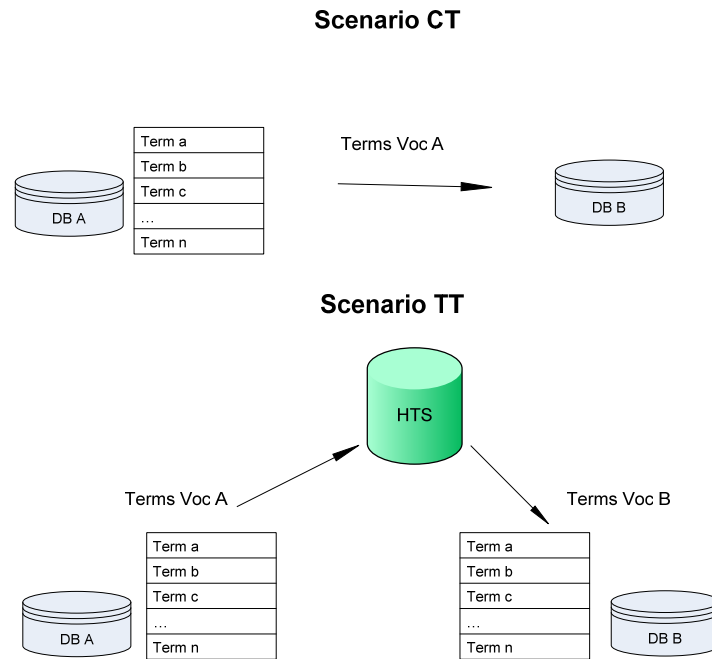 Scenario CT
Term a
Terms Voc A
Term b
Term c
DB A
DB B
...
Term n
Scenario TT
HTS
Terms Voc A
Terms Voc B
Term a
Term b
Term c
...
Term n
DB A
Term a
Term b
Term c
...
Term n
DB B